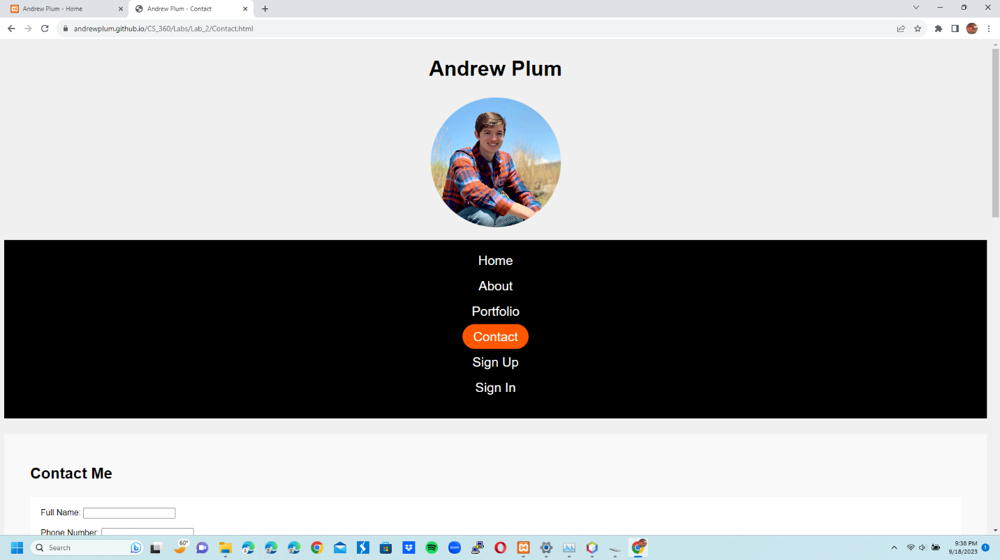 Andrew Plum - Home
Andrew Plum - Contact
andrewplum.github.io/CS_360/Labs/Lab_2/Contact.html
Andrew Plum
Home
About
Portfolio
Contact
Sign Up
Sign In
Contact Me
Full Name:
Phone Number:
Search
60°
zoom
9:38 PM
9/18/2023
1